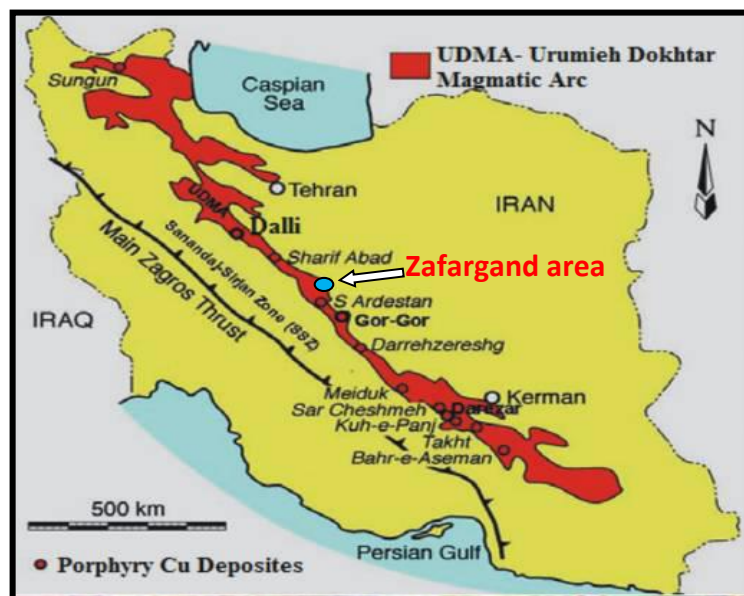 UDMA- Urumieh Dokhtar
Magmatic Arc
Sungun
Caspian
Sea
N
Tehran
IRAN
UDMA
Dalli
Sharif Abad
Zafargand area
Main Zagros Thrust
Sanandaj-Sirjan Zone (SSZ)
S Ardestan
IRAQ
Gor-Gor
Darrehzereshg
Meiduk
Kerman
Sar Cheshmeh
Darezar
Kuh-e-Panj
Takht
Bahr-e-Aseman
500 km
Persian Gulf
Porphyry Cu Deposites